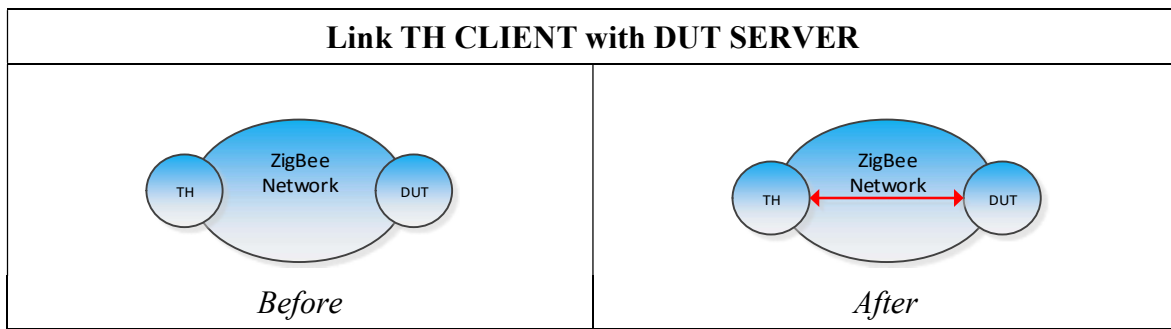 Link TH CLIENT with DUT SERVER
ZigBee
Network
TH
DUT
Before
ZigBee
Network
TH
DUT
After